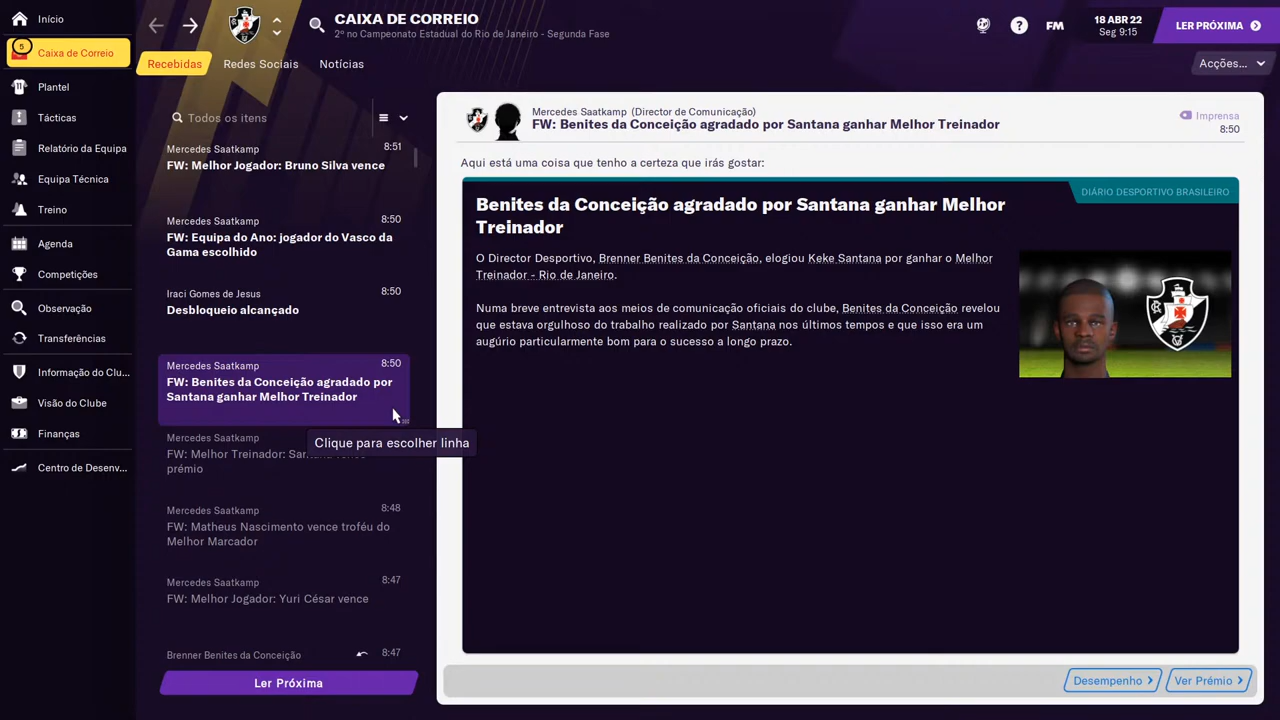 Início
5
Caixa de Correio
Plantel
Tácticas
Relatório da Equipa
Equipa Técnica
Treino
Agenda
Competições
Observação
Transferências
Informação do Clu...
Visão do Clube
Finanças
Centro de Desenv...
CAIXA DE CORREIO
2º no Campeonato Estadual do Rio de Janeiro - Segunda Fase
FM
18 ABR 22
Seg 9:15
LER PRÓXIMA
Recebidas
Redes Sociais
Notícias
Acções...
Todos os itens
Mercedes Saatkamp
8:51
FW: Melhor Jogador: Bruno Silva vence
Mercedes Saatkamp
8:50
FW: Equipa do Ano: jogador do Vasco da
Gama escolhido
Iraci Gomes de Jesus
8:50
Desbloqueio alcançado
Mercedes Saatkamp
8:50
FW: Benites da Conceição agradado por
Santana ganhar Melhor Treinador
Clique para escolher linha
Mercedes Saatkamp
FW: Melhor Treinador: Santana vence
prémio
Mercedes Saatkamp
8:48
FW: Matheus Nascimento vence troféu do
Melhor Marcador
Mercedes Saatkamp
8:47
FW: Melhor Jogador: Yuri César vence
Brenner Benites da Conceição
8:47
Ler Próxima
Mercedes Saatkamp (Director de Comunicação)
FW: Benites da Conceição agradado por Santana ganhar Melhor Treinador
Imprensa
8:50
Aqui está uma coisa que tenho a certeza que irás gostar:
DIÁRIO DESPORTIVO BRASILEIRO
Benites da Conceição agradado por Santana ganhar Melhor
Treinador
O Director Desportivo, Brenner Benites da Conceição, elogiou Keke Santana por ganhar o Melhor
Treinador - Rio de Janeiro.
Numa breve entrevista aos meios de comunicação oficiais do clube, Benites da Conceição revelou
que estava orgulhoso do trabalho realizado por Santana nos últimos tempos e que isso era um
augúrio particularmente bom para o sucesso a longo prazo.
Desempenho
Ver Prémio